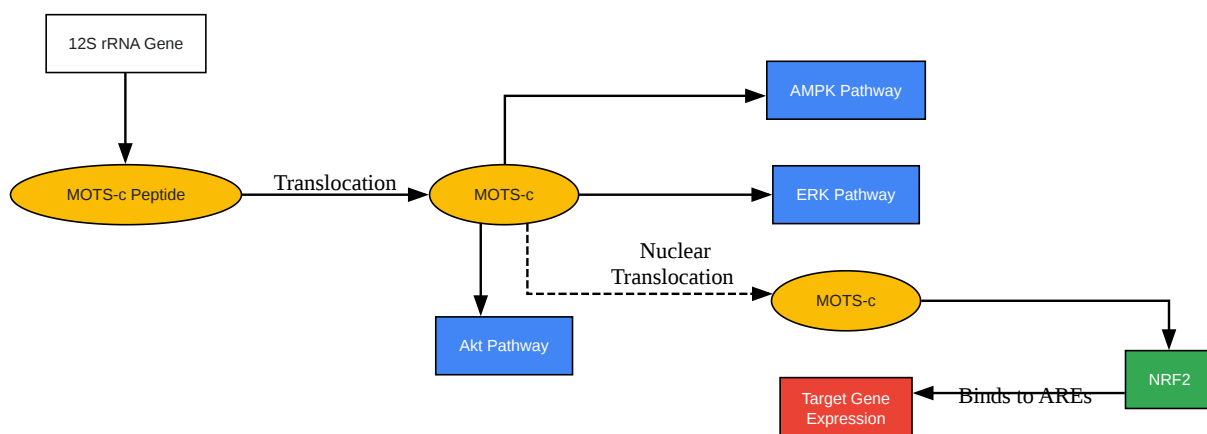 12S rRNA Gene
AMPK Pathway
MOTS-c Peptide
Translocation
MOTS-c
ERK Pathway
Nuclear
Translocation
MOTS-c
Akt Pathway
NRF2
Binds to AREs
Target Gene
Expression